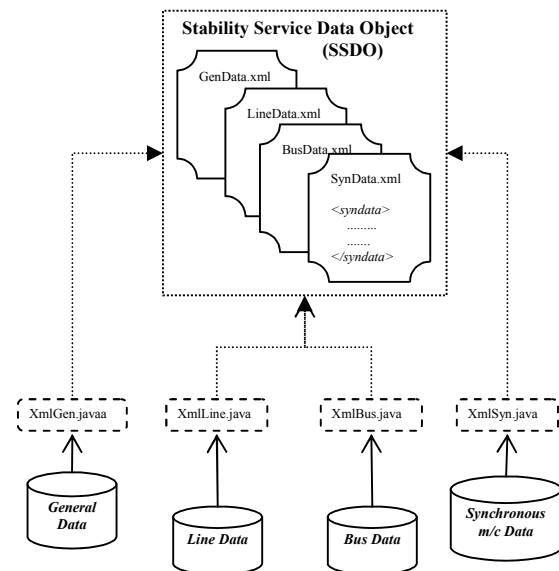 Stability Service Data Object
(SSDO)
GenData.xml
LineData.xml
BusData.xml
SynData.xml
<syndata>
.........
.......
</syndata>
XmlGen.javaa
XmlLine.java
XmlBus.java
XmlSyn.java
General
Data
Line Data
Bus Data
Synchronous
m/c Data